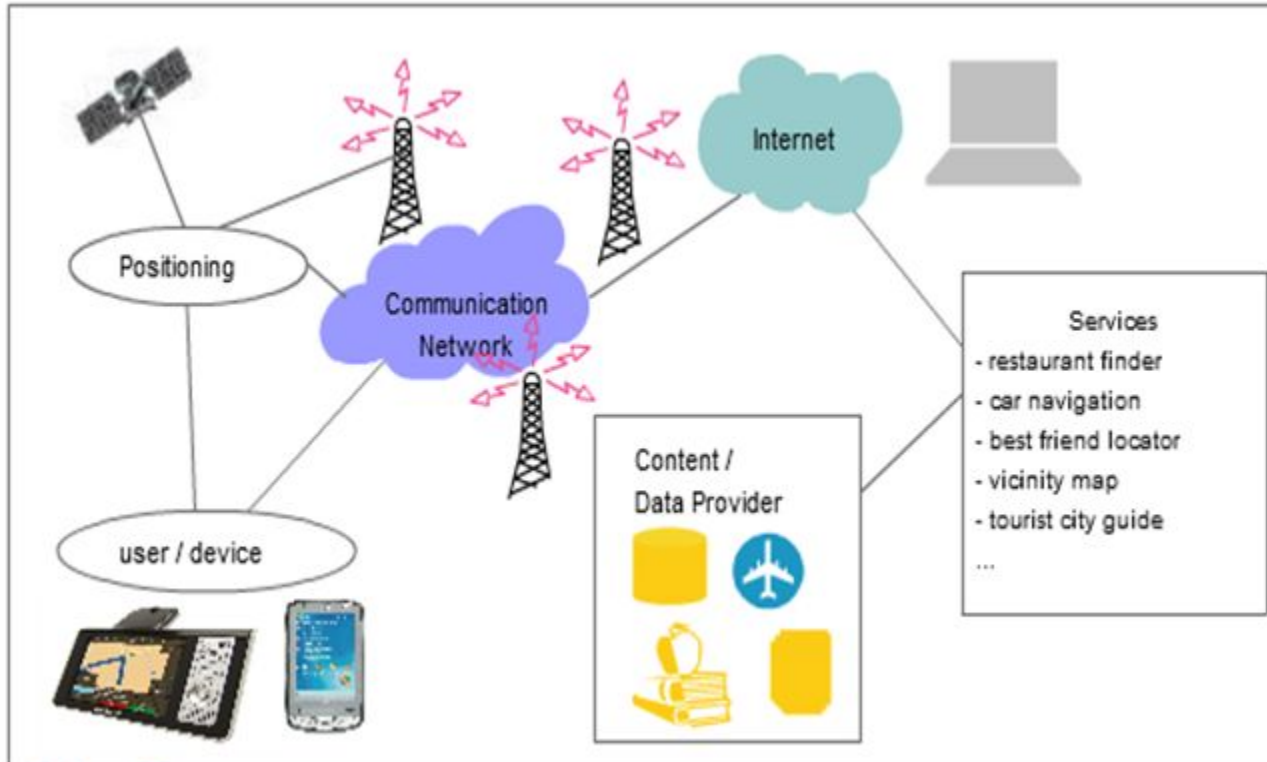 Internet
Positioning
Communication
Network
Services
- restaurant finder
- car navigation
- best friend locator
- vicinity map
- tourist city guide
...
Content /
Data Provider
user / device